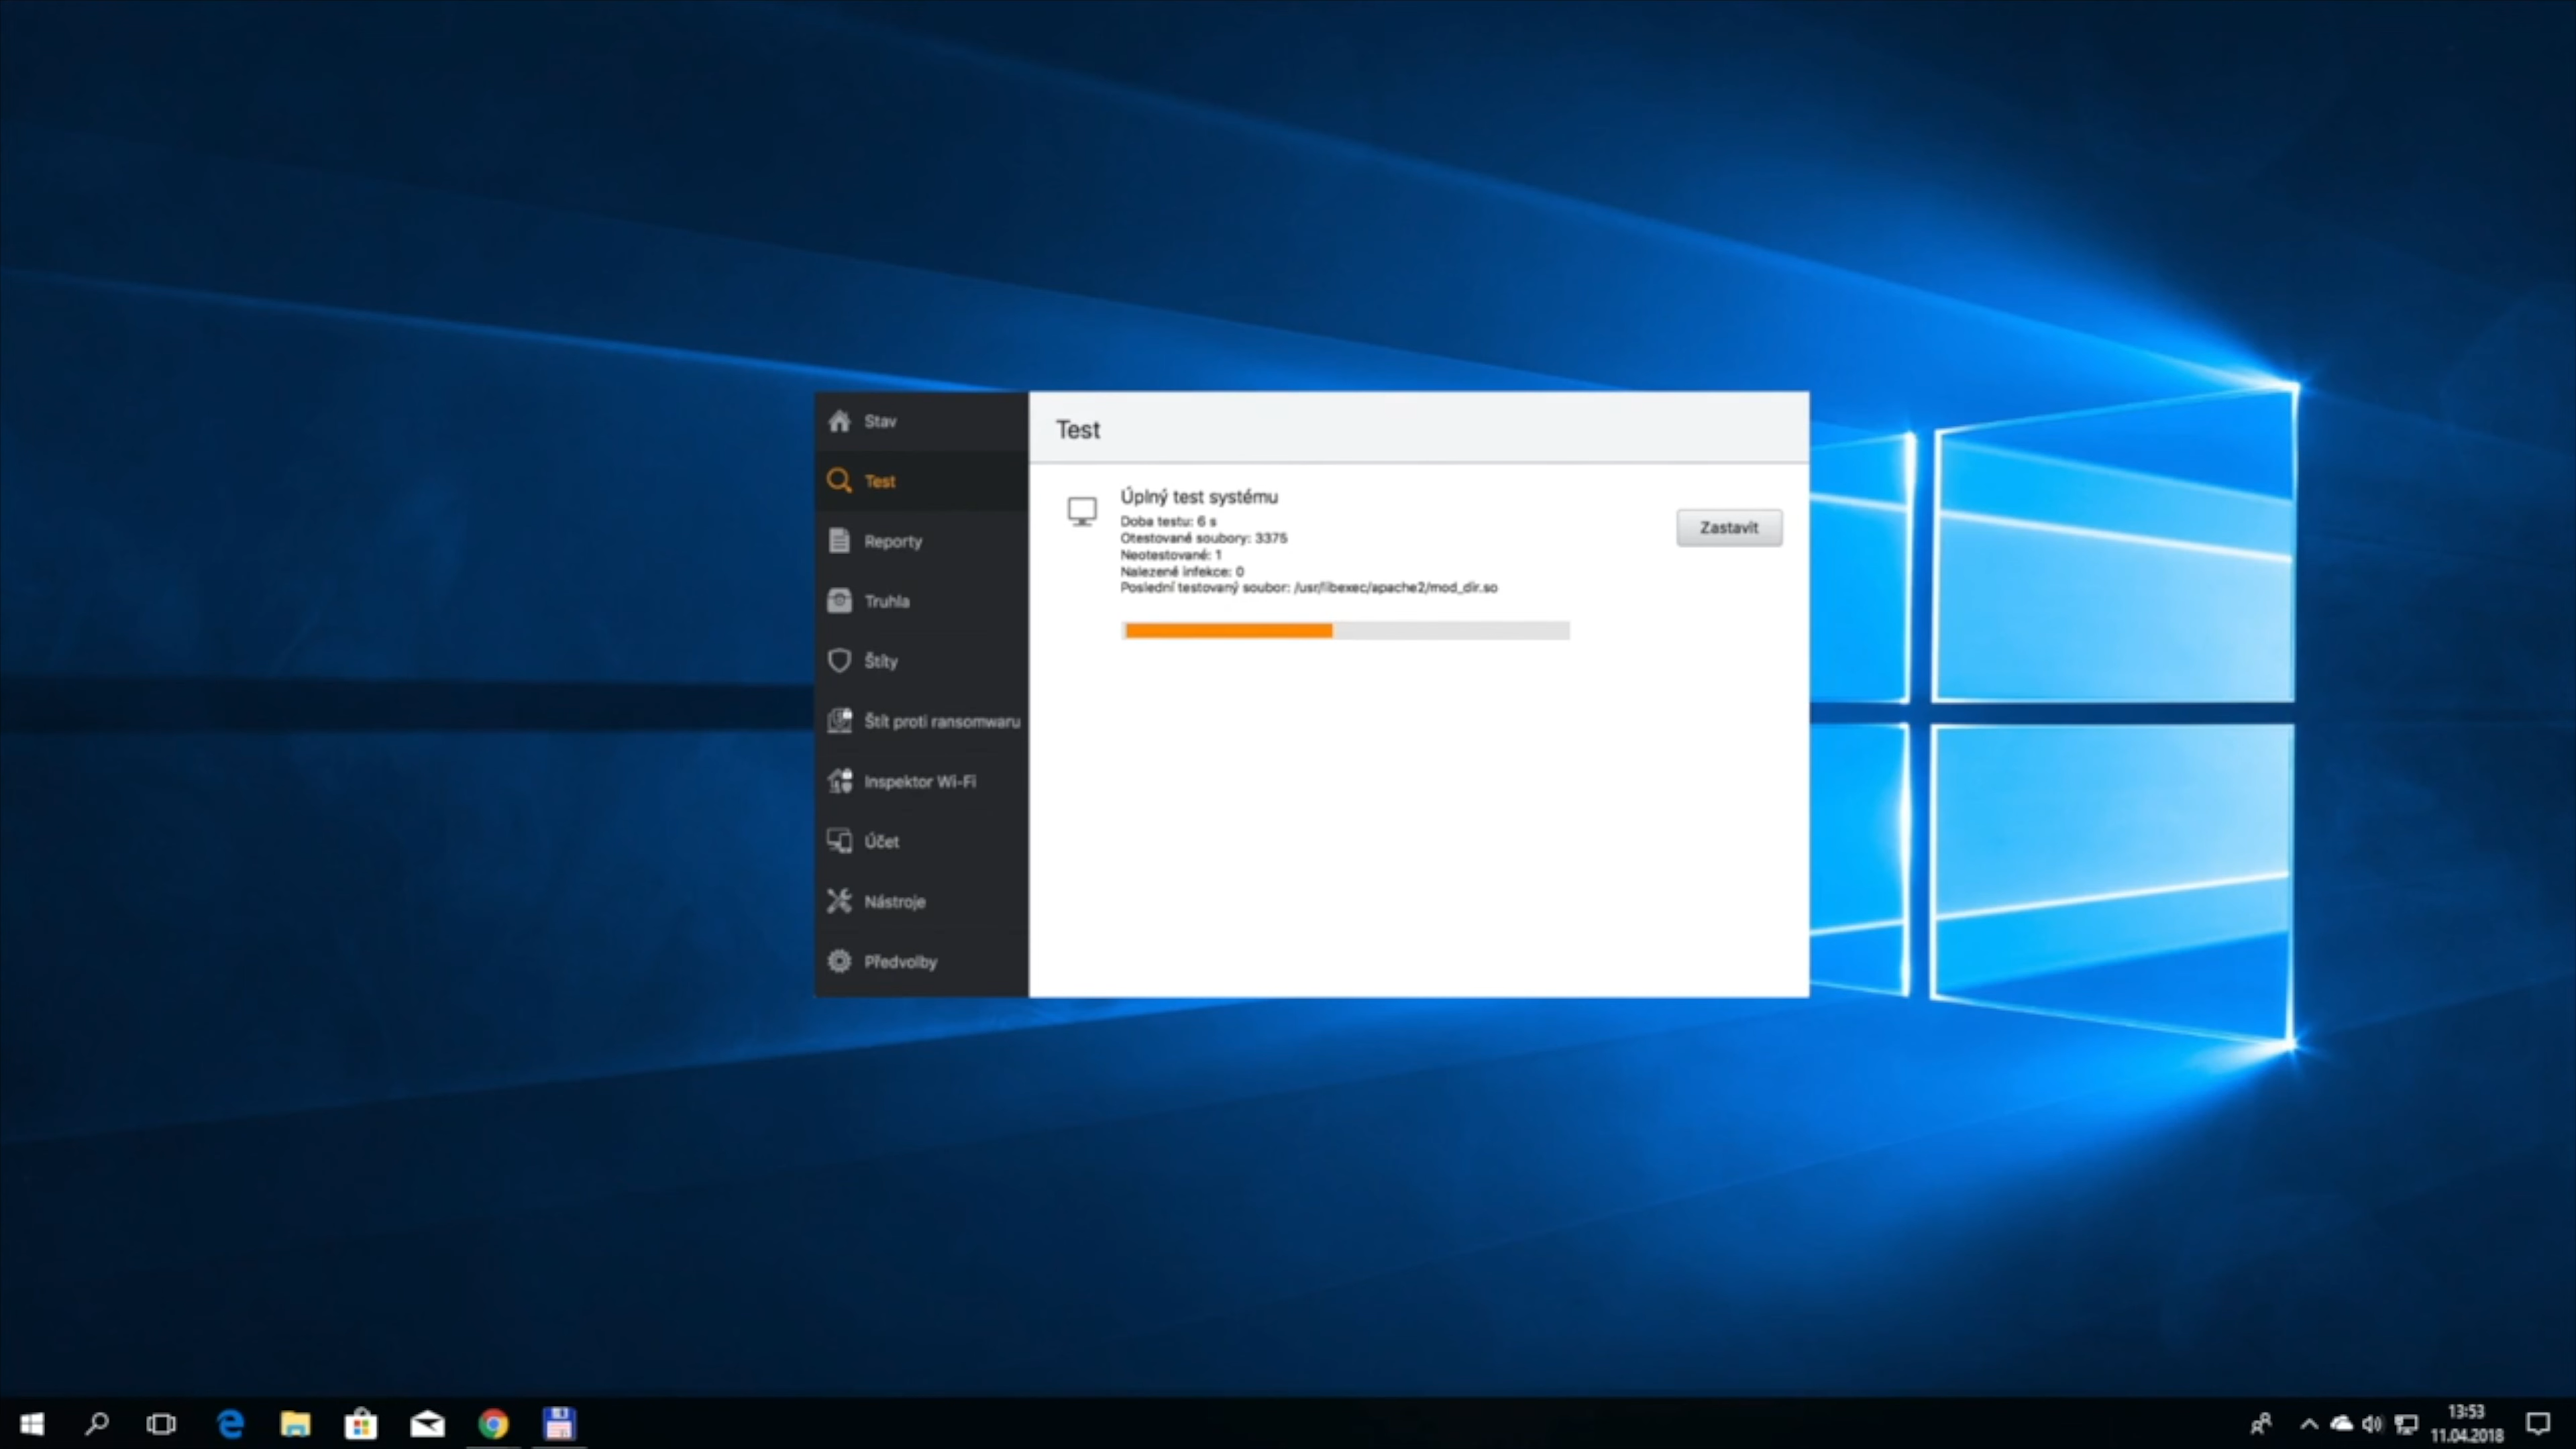 Stav
Test
Reporty
Truhla
Štíty
Štít proti ransomwaru
Inspektor Wi-Fi
Účet
Nástroje
Předvolby
Test
Úplný test systému
Doba testu: 6 s
Otestované soubory: 3375
Neotestované: 1
Nalezené infekce: 0
Poslední testovaný soubor: /usr/libexec/apache2/mod_dir.so
Zastavit
13:53
11.04.2018